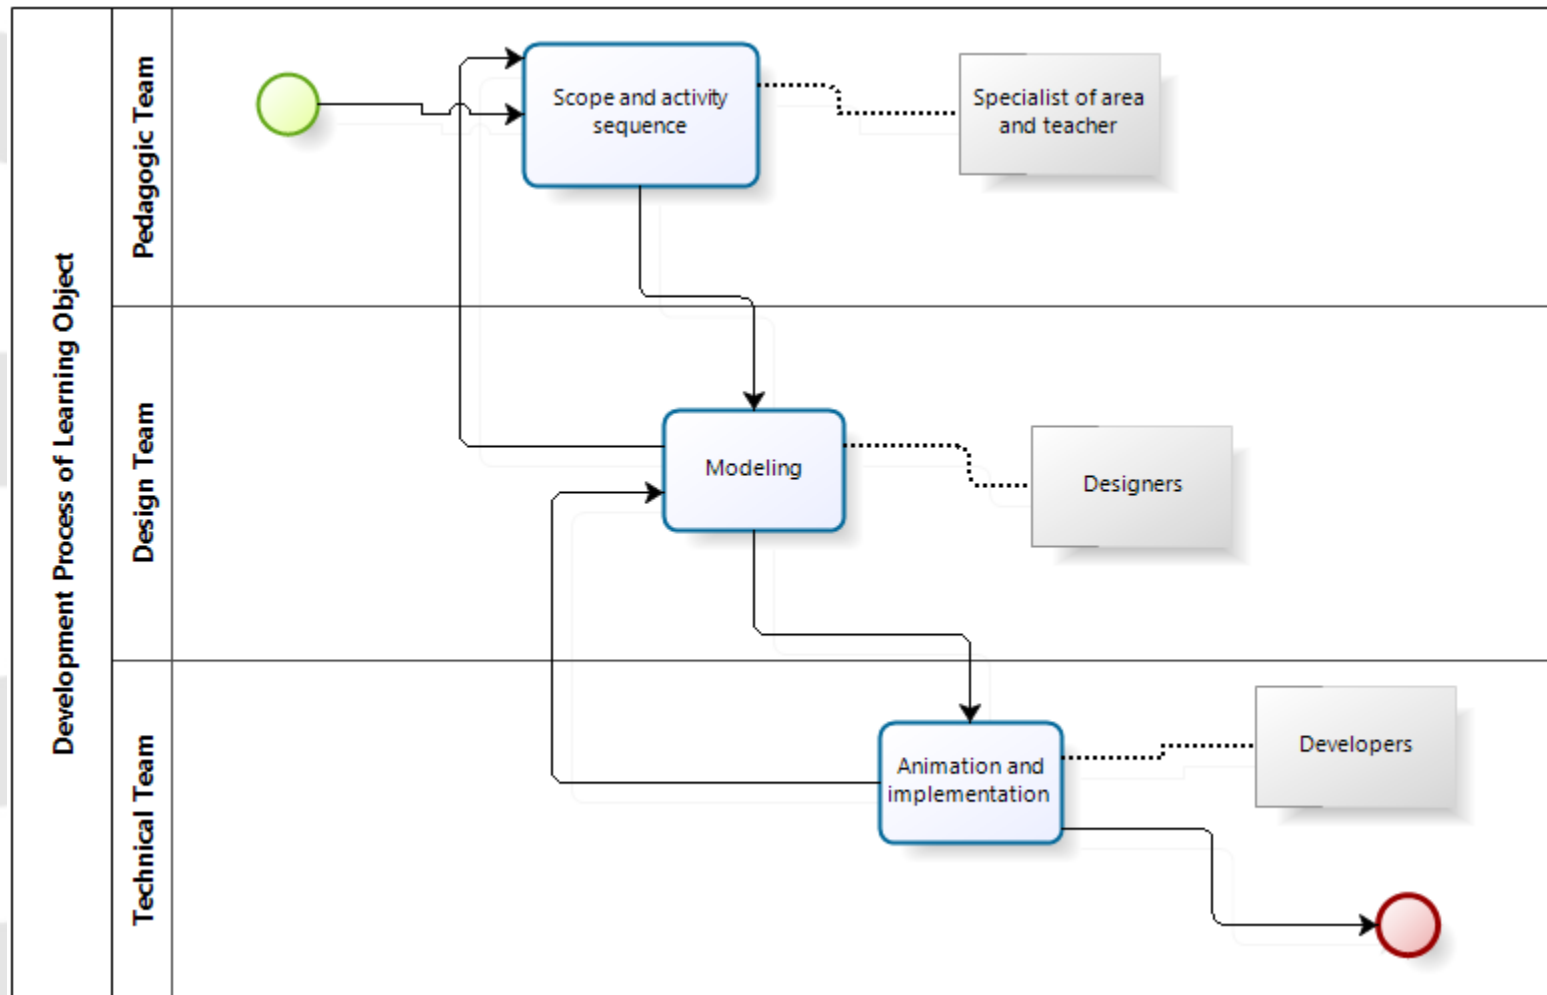 Development Process of Learning Object
Pedagogic Team
Scope and activity
sequence
Specialist of area
and teacher
Design Team
Modeling
Designers
Technical Team
Animation and
implementation
Developers